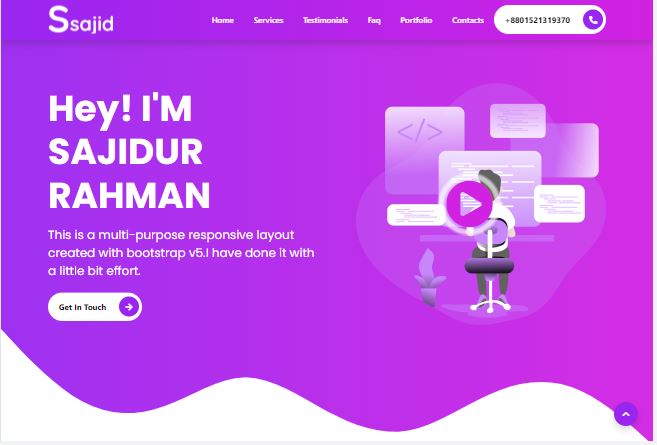 Ssajid
Home Services Testimonials Faq Portfolio Contacts +8801521319370
Hey! I'M
SAJIDUR
RAHMAN
</>
This is a multi-purpose responsive layout
created with bootstrap v5.I have done it with
a little bit effort.
Get In Touch